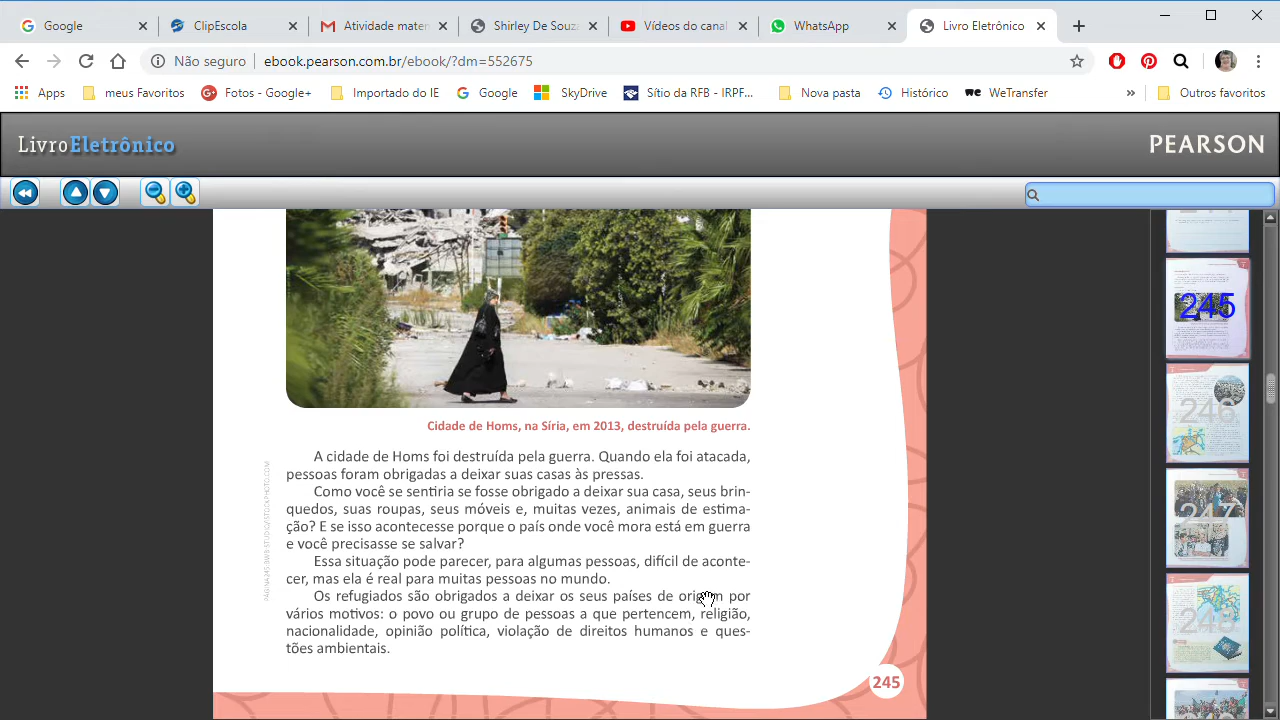 Google
ClipEscola
Atividade matem
Shirley De Souz
Vídeos do canal
WhatsApp
Livro Eletrônico
Não seguro
ebook.pearson.com.br/ebook/?dm=552675
Apps
meus Favoritos
Fotos - Google+
Importado do IE
Google
SkyDrive
Sítio da RFB - IRPF...
Nova pasta
Histórico
WeTransfer
»
Outros favoritos
LivroEletrônico
PEARSON
Cidade de Homs, na Síria, em 2013, destruída pela guerra.
A cidade de Homs foi destruída pela guerra. Quando ela foi atacada,
pessoas foram obrigadas a deixar suas casas às pressas.
Como você se sentiria se fosse obrigado a deixar sua casa, seus brin-
quedos, suas roupas, seus móveis e, muitas vezes, animais de estima-
ção? E se isso acontecesse porque o país onde você mora está em guerra
e você precisasse se salvar?
Essa situação pode parecer, para algumas pessoas, difícil de aconte-
cer, mas ela é real para muitas pessoas no mundo.
Os refugiados são obrigados a deixar os seus países de origem por
vários motivos: o povo ou grupo de pessoas a que pertencem, religião,
nacionalidade, opinião política, violação de direitos humanos e ques-
tões ambientais.
245
245
246
247
248